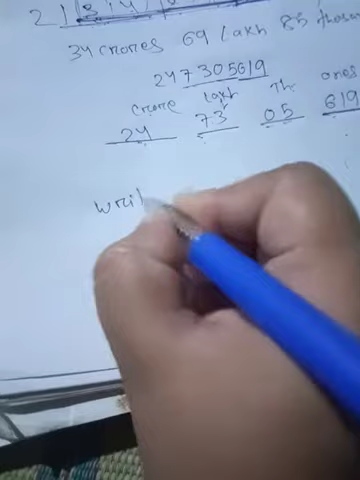 34 crores 69 lakh 85
247305619
crore lakh Th ones
24 73 05 619
writ